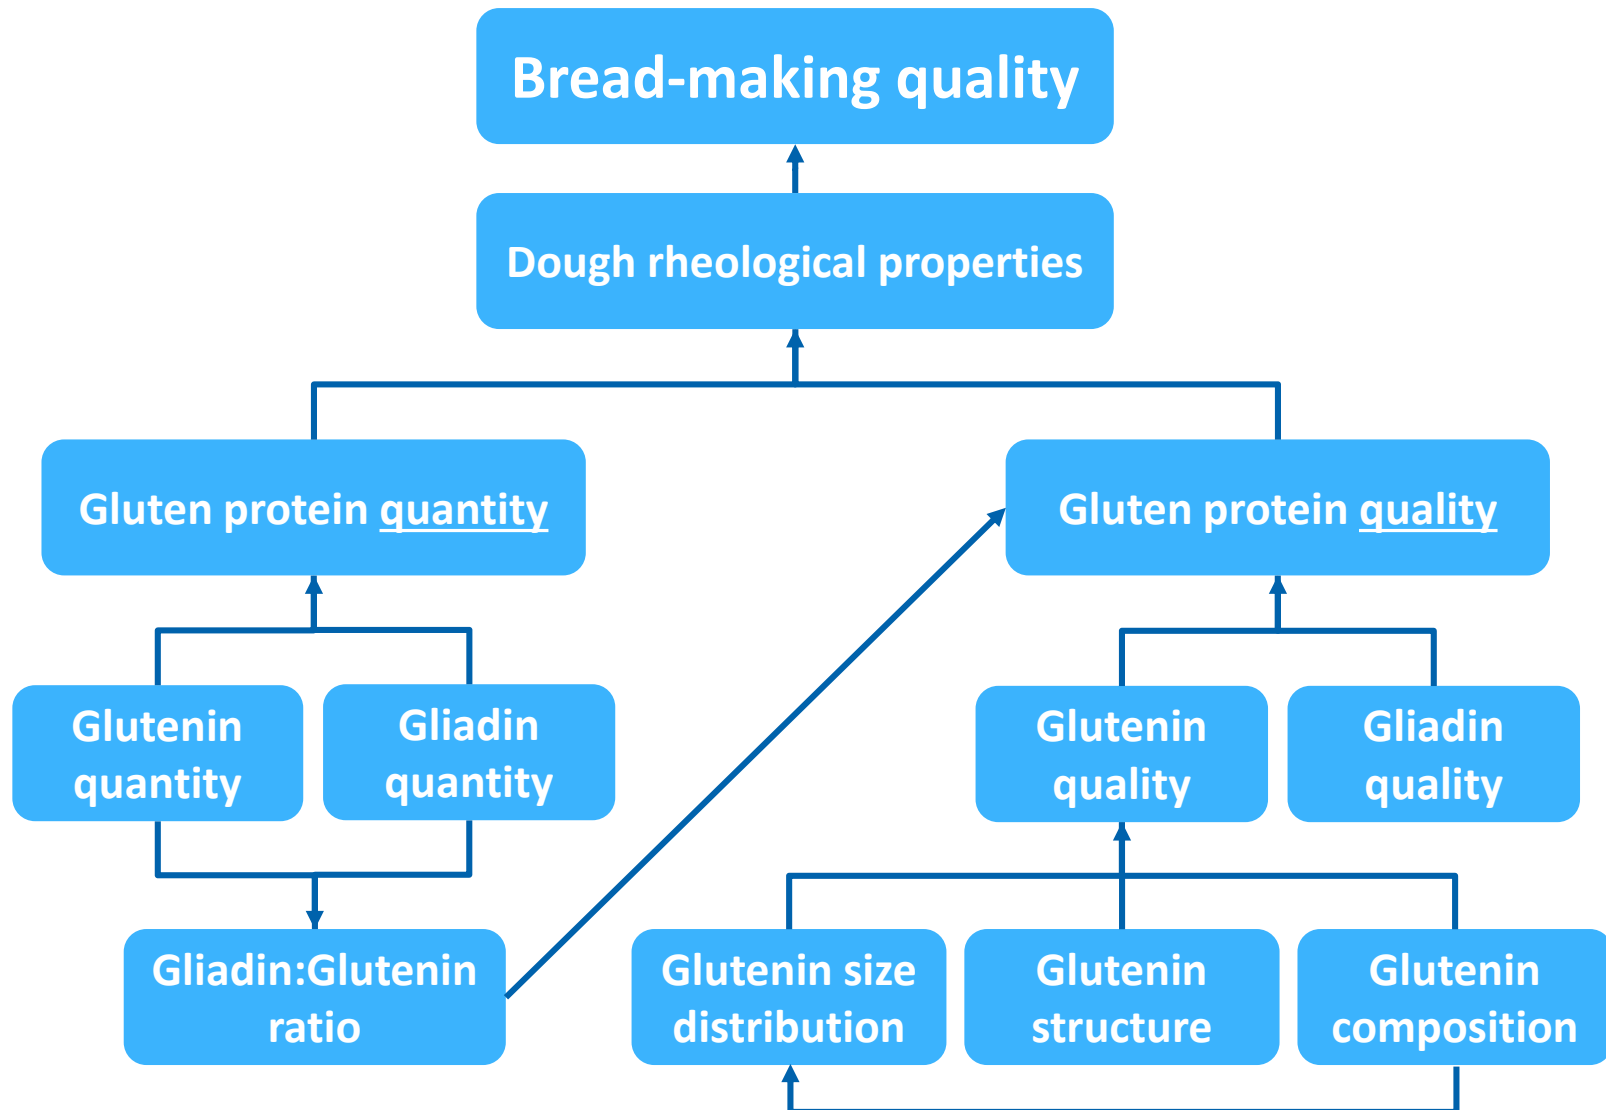 Bread-making quality
Dough rheological properties
Gluten protein quantity
Gluten protein quality
Glutenin
quantity
Gliadin
quantity
Glutenin
quality
Gliadin
quality
Gliadin:Glutenin
ratio
Glutenin size
distribution
Glutenin
structure
Glutenin
composition